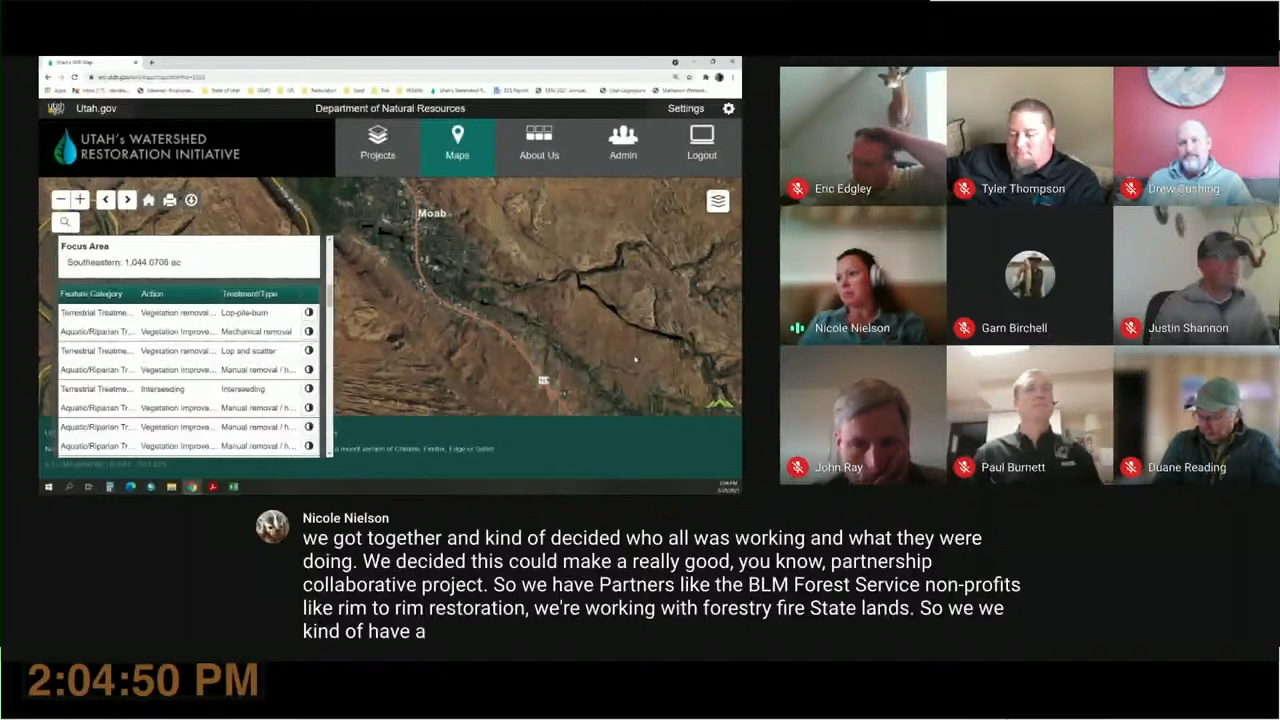 Utah's WRI Map
Utah.gov
Department of Natural Resources
Settings
UTAH'S WATERSHED
RESTORATION INITIATIVE
Projects
Maps
About Us
Admin
Logout
Moab
Focus Area
Southeastern: 1,044.0706 ac
Feature Category Action Treatment/Type
Terrestrial Treatme... Vegetation removal... Lop-pile-burn
Aquatic/Riparian Tr... Vegetation Improve... Mechanical removal
Terrestrial Treatme... Vegetation removal... Lop and scatter
Aquatic/Riparian Tr... Vegetation Improve... Manual removal / h...
Terrestrial Treatme... Interseeding Interseeding
Aquatic/Riparian Tr... Vegetation Improve... Manual removal / h...
Aquatic/Riparian Tr... Vegetation Improve... Manual removal / h...
Aquatic/Riparian Tr... Vegetation Improve... Manual removal / h...
Eric Edgley
Tyler Thompson
Drew Cushing
Nicole Nielson
Garn Birchell
Justin Shannon
John Ray
Paul Burnett
Duane Reading
Nicole Nielson
we got together and kind of decided who all was working and what they were
doing. We decided this could make a really good, you know, partnership
collaborative project. So we have Partners like the BLM Forest Service non-profits
like rim to rim restoration, we're working with forestry fire State lands. So we we
kind of have a
2:04:50 PM